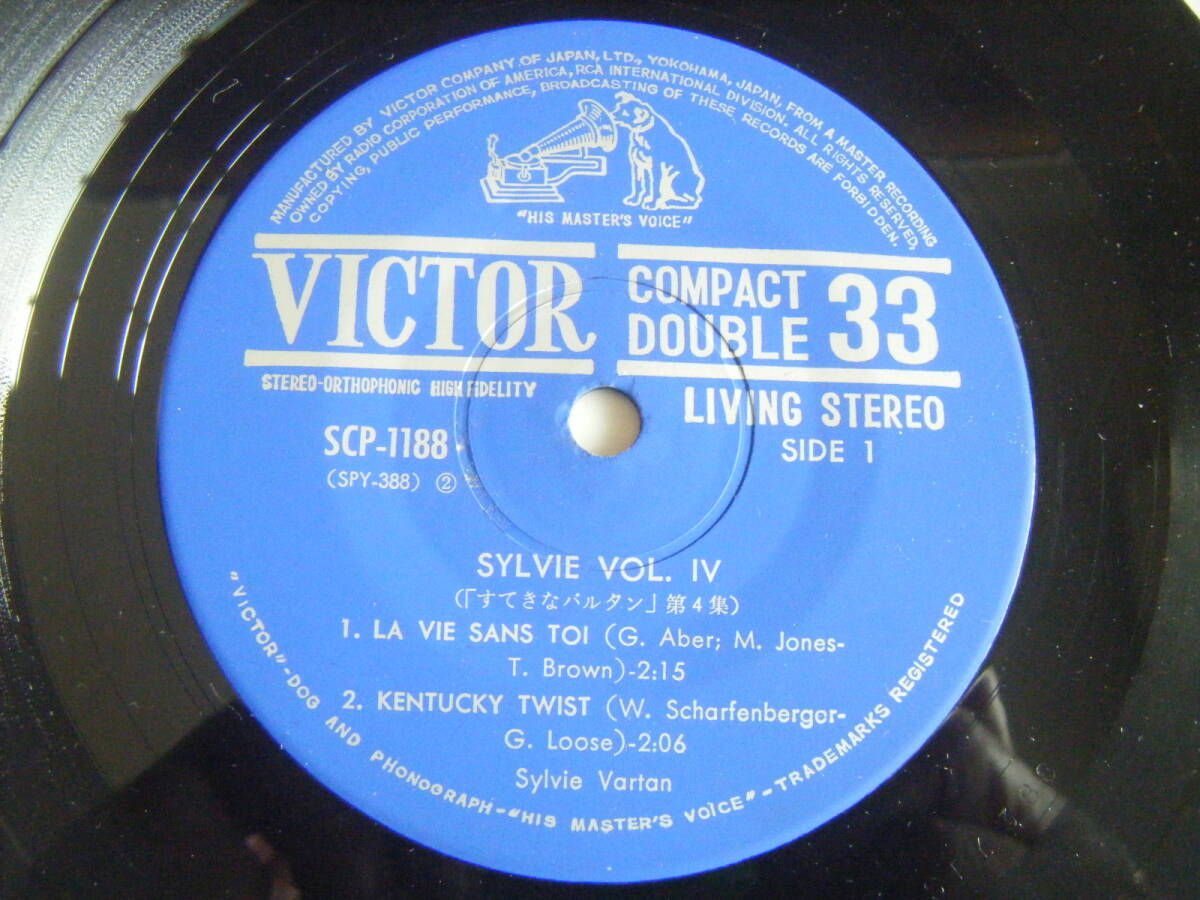 MANUFACTURED BY VICTOR COMPANY OF JAPAN, LTD., YOKOHAMA, JAPAN, FROM A MASTER RECORDING
OWNED BY RADIO CORPORATION OF AMERICA, RCA INTERNATIONAL DIVISION. ALL RIGHTS RESERVED,
COPYING, PUBLIC PERFORMANCE, BROADCASTING OF THESE RECORDS ARE FORBIDDEN.
"HIS MASTER'S VOICE"
VICTOR
COMPACT
DOUBLE 33
STEREO-ORTHOPHONIC HIGH FIDELITY
LIVING STEREO
SCP-1188
SIDE 1
(SPY-388) ②
SYLVIE VOL. IV
(「すてきなバルタン」第4集)
1. LA VIE SANS TOI (G. Aber; M. Jones-
T. Brown)-2:15
2. KENTUCKY TWIST (W. Scharfenberger-
G. Loose)-2:06
Sylvie Vartan
"VICTOR"-DOG AND PHONOGRAPH-"HIS MASTER'S VOICE"-TRADEMARKS REGISTERED